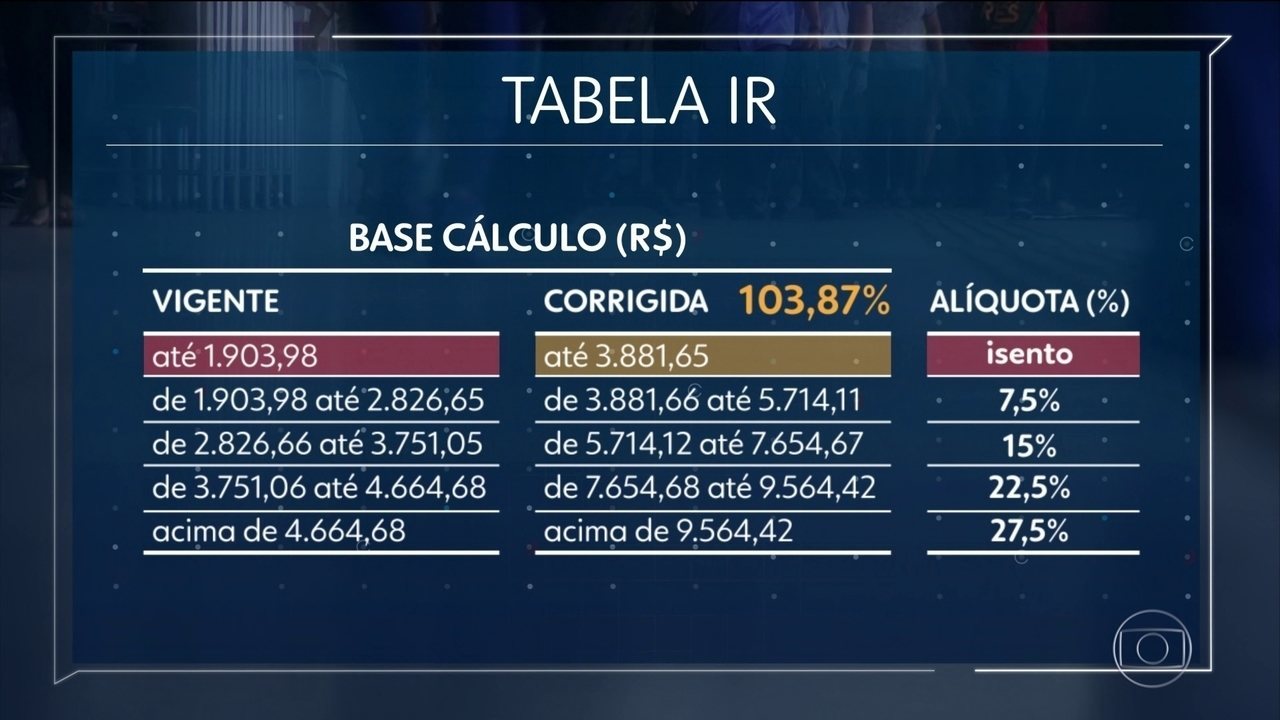 TABELA IR
BASE CÁLCULO (R$)
VIGENTE CORRIGIDA 103,87% ALÍQUOTA (%)
até 1.903,98 até 3.881,65 isento
de 1.903,98 até 2.826,65 de 3.881,66 até 5.714,11 7,5%
de 2.826,66 até 3.751,05 de 5.714,12 até 7.654,67 15%
de 3.751,06 até 4.664,68 de 7.654,68 até 9.564,42 22,5%
acima de 4.664,68 acima de 9.564,42 27,5%